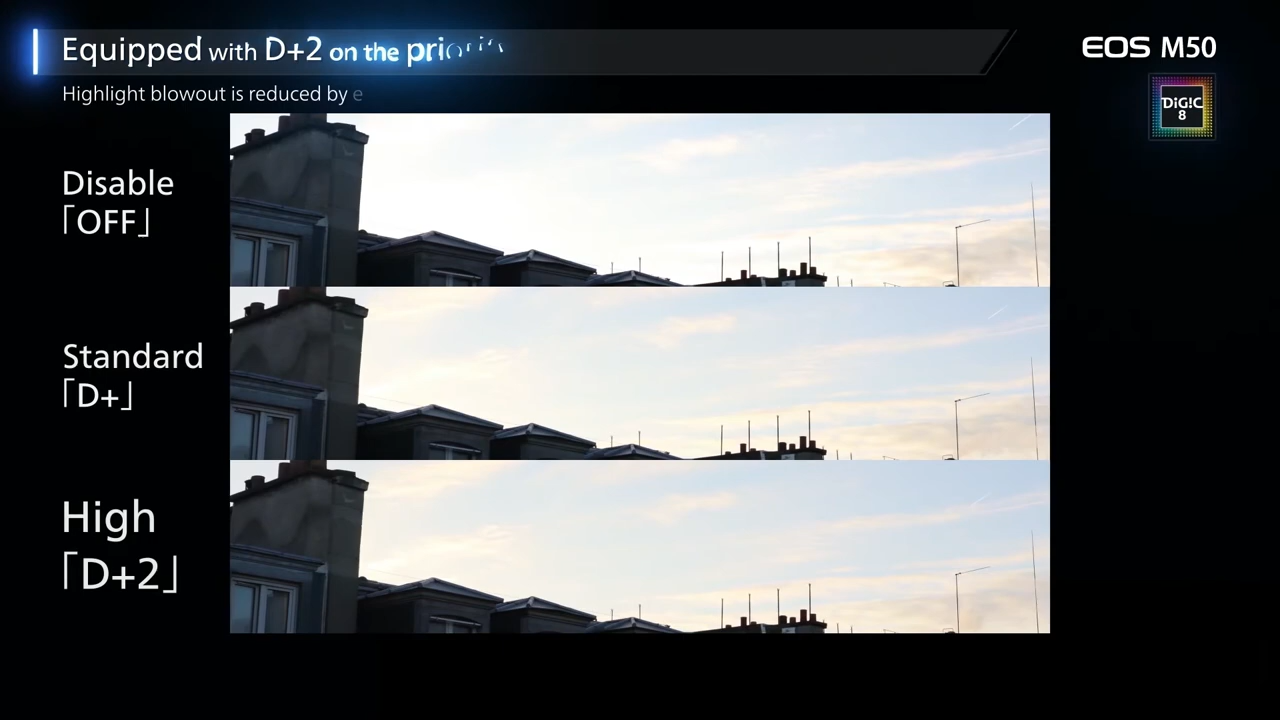 Equipped with D+2 on the
EOS M50
Highlight blowout is reduced by
DIGIC
8
Disable
「OFF」
Standard
「D+」
High
「D+2」